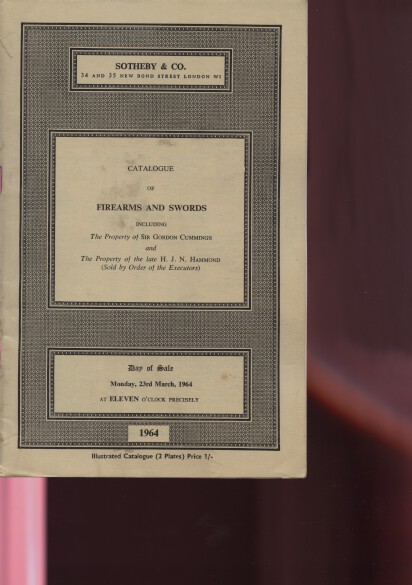 SOTHEBY & CO.
34 AND 35 NEW BOND STREET LONDON W1
CATALOGUE
OF
FIREARMS AND SWORDS
INCLUDING
The Property of SIR GORDON CUMMINGS
and
The Property of the late H. J. N. HAMMOND
(Sold by Order of the Executors)
Day of Sale
Monday, 23rd March, 1964
AT ELEVEN O'CLOCK PRECISELY
1964
Illustrated Catalogue (2 Plates) Price 1/-